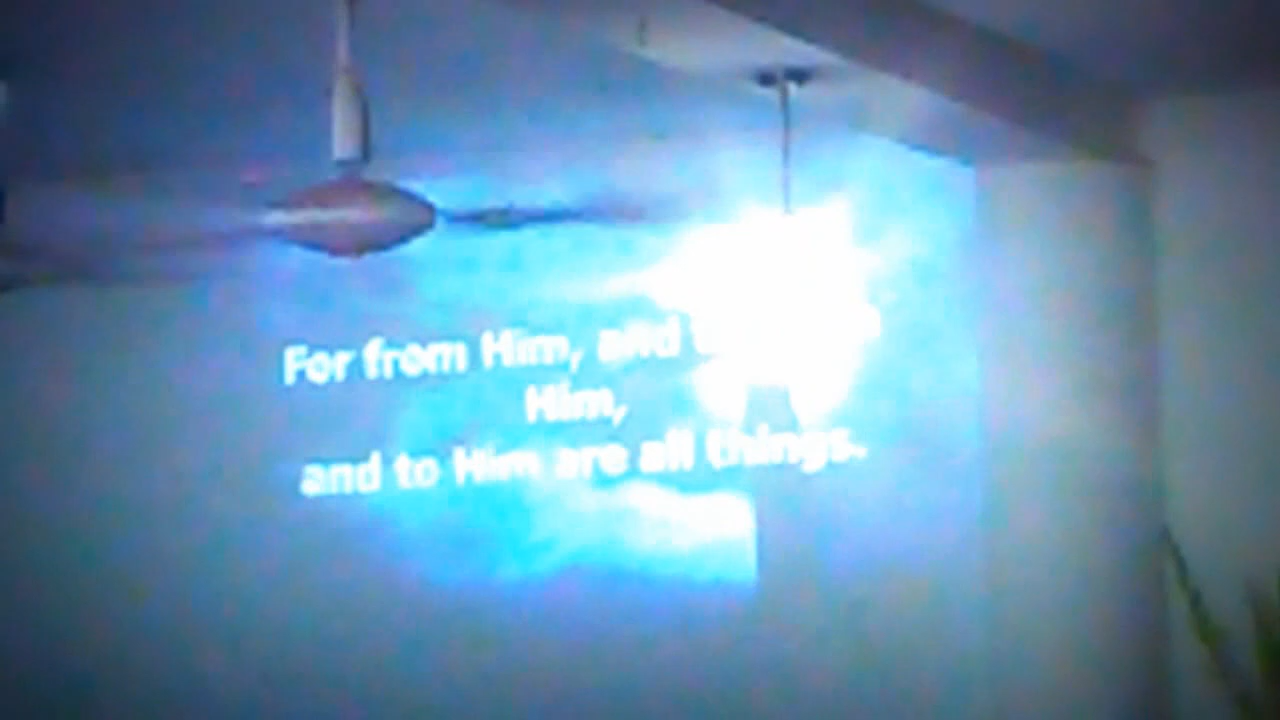 For from Him, and
Him,
and to Him are all things.